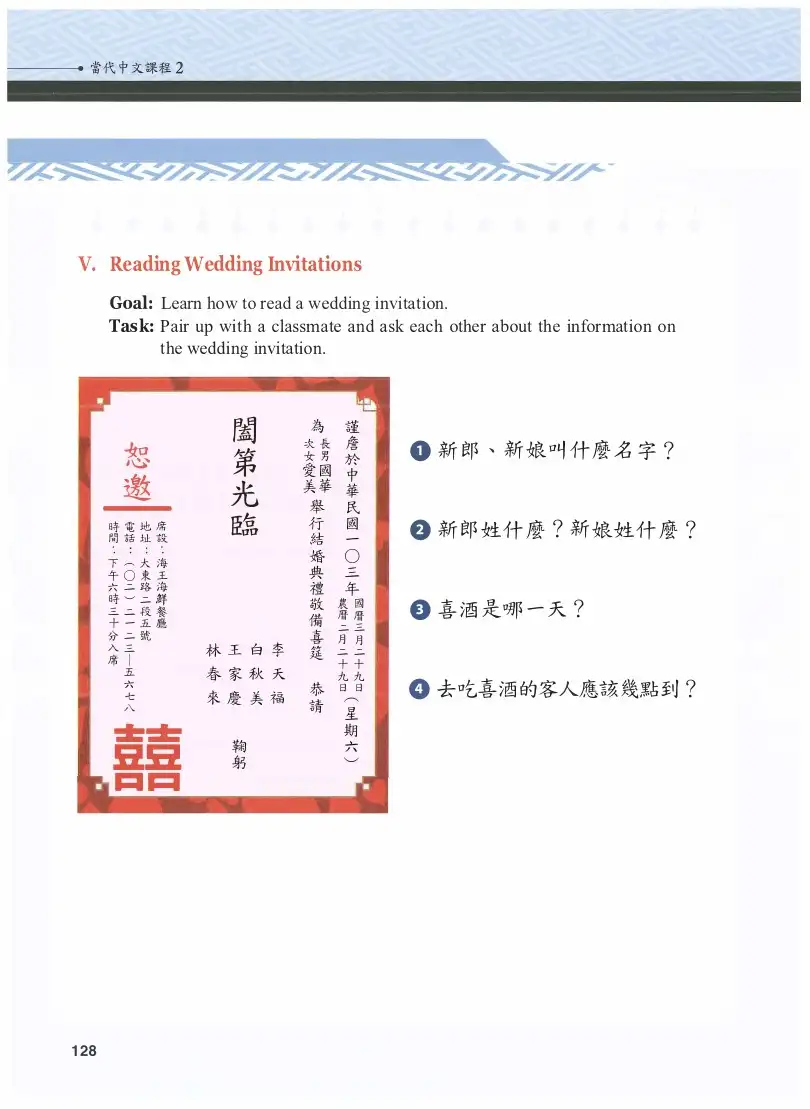 當代中文課程 2
V. Reading Wedding Invitations
Goal: Learn how to read a wedding invitation.
Task: Pair up with a classmate and ask each other about the information on
the wedding invitation.
謹詹於中華民國一〇三年
國曆三月二十九日
農曆二月二十九日
（星期六）
為
長男國華
次女愛美
舉行結婚典禮敬備喜筵 恭請
闔第光臨
李天福
白秋美
王家慶
林春來
鞠躬
恕邀
席設：海王海鮮餐廳
地址：大東路二段五號
電話：（〇二）二一二三—五六七八
時間：下午六時三十分入席
囍
1 新郎、新娘叫什麼名字？
2 新郎姓什麼？新娘姓什麼？
3 喜酒是哪一天？
4 去吃喜酒的客人應該幾點到？
128